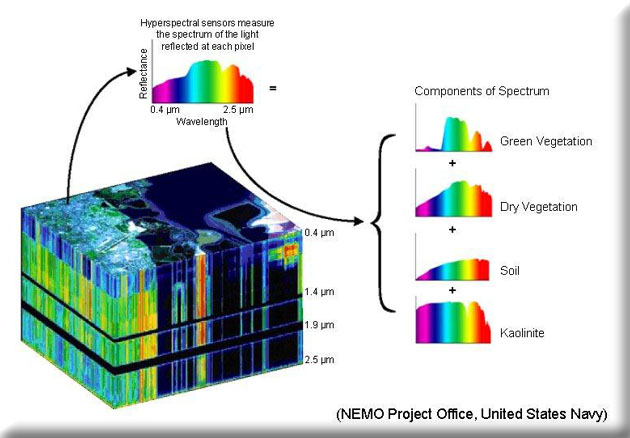 Hyperspectral sensors measure
the spectrum of the light
reflected at each pixel
Reflectance
=
0.4 µm 2.5 µm
Wavelength
Components of Spectrum
Green Vegetation
+
Dry Vegetation
+
Soil
+
Kaolinite
0.4 µm
1.4 µm
1.9 µm
2.5 µm
(NEMO Project Office, United States Navy)